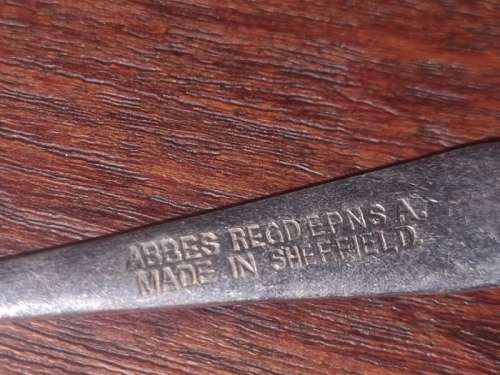 ABBES REGD EPNS A.
MADE IN SHEFFIELD